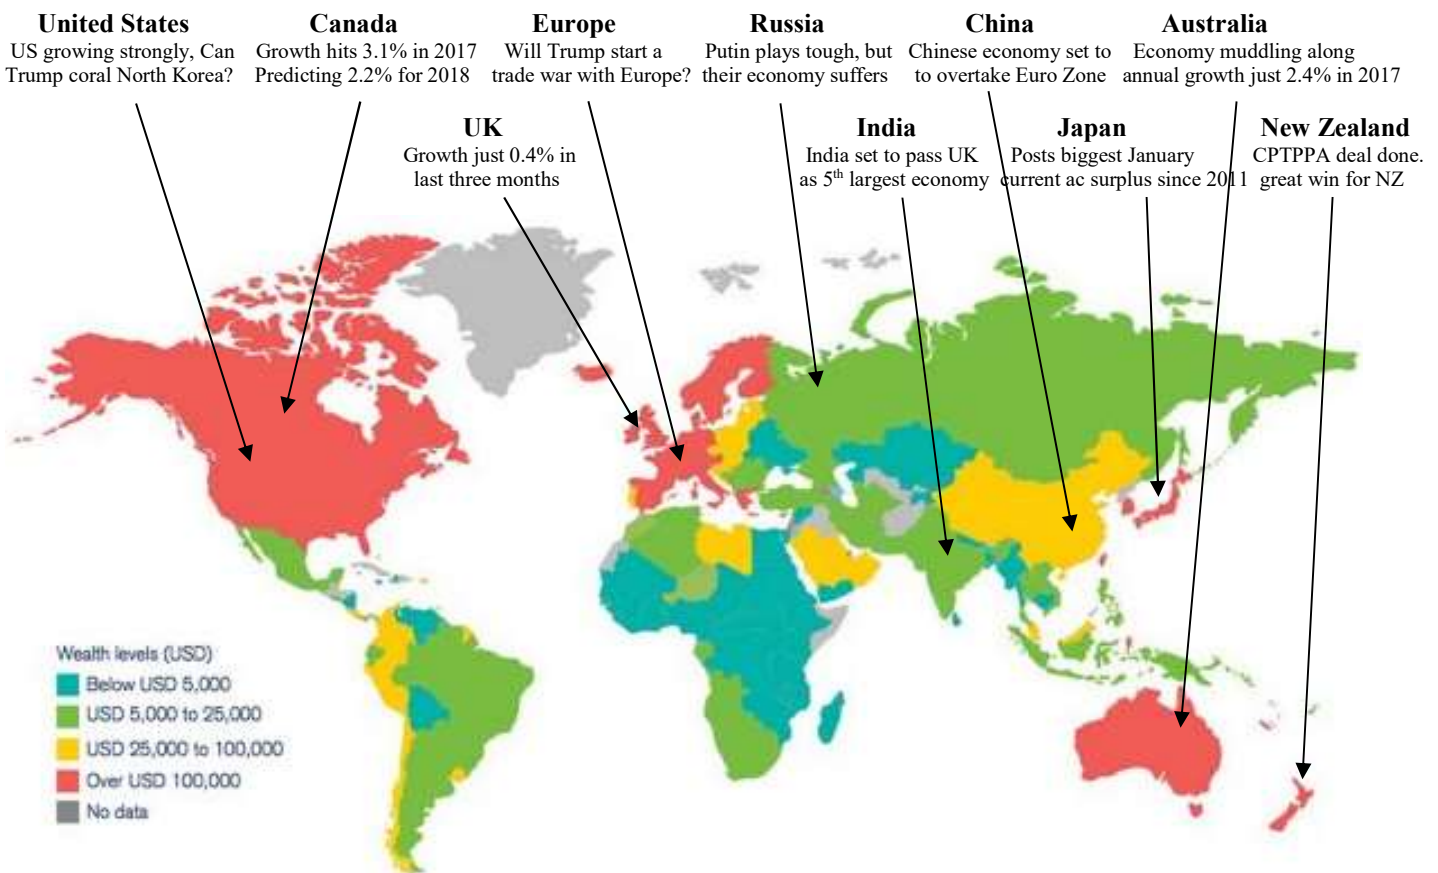 United States
US growing strongly, Can
Trump coral North Korea?
Canada
Growth hits 3.1% in 2017
Predicting 2.2% for 2018
Europe
Will Trump start a
trade war with Europe?
Russia
Putin plays tough, but
their economy suffers
China
Chinese economy set to
to overtake Euro Zone
Australia
Economy muddling along
annual growth just 2.4% in 2017
UK
Growth just 0.4% in
last three months
India
India set to pass UK
as 5th largest economy
Japan
Posts biggest January
current ac surplus since 2011
New Zealand
CPTPPA deal done.
great win for NZ
Wealth levels (USD)
Below USD 5,000
USD 5,000 to 25,000
USD 25,000 to 100,000
Over USD 100,000
No data